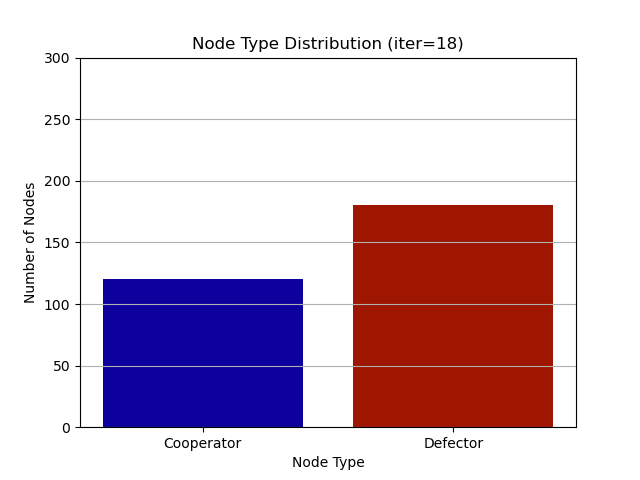 Node Type Distribution (iter=18)
Number of Nodes
300
250
200
150
100
50
0
Cooperator
Defector
Node Type